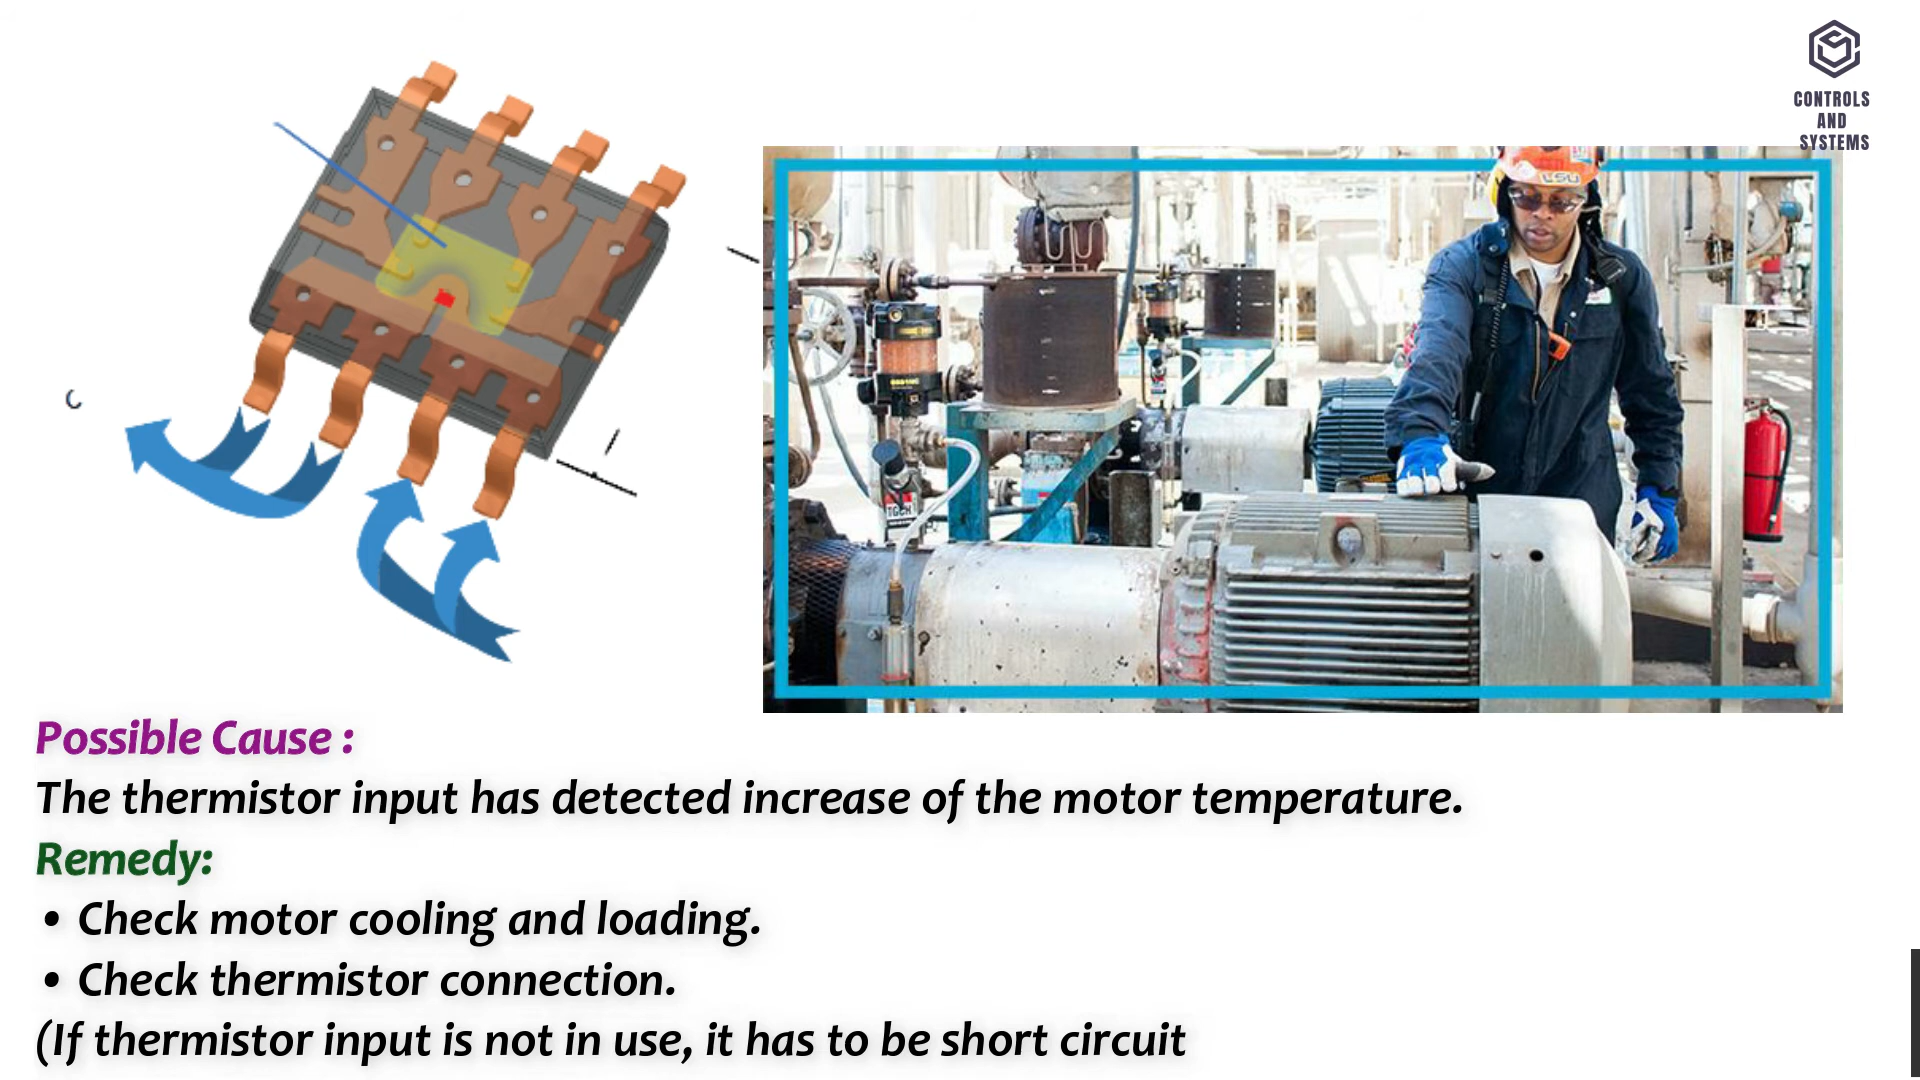 CONTROLS
AND
SYSTEMS
LSU
Possible Cause :
The thermistor input has detected increase of the motor temperature.
Remedy:
• Check motor cooling and loading.
• Check thermistor connection.
(If thermistor input is not in use, it has to be short circuit